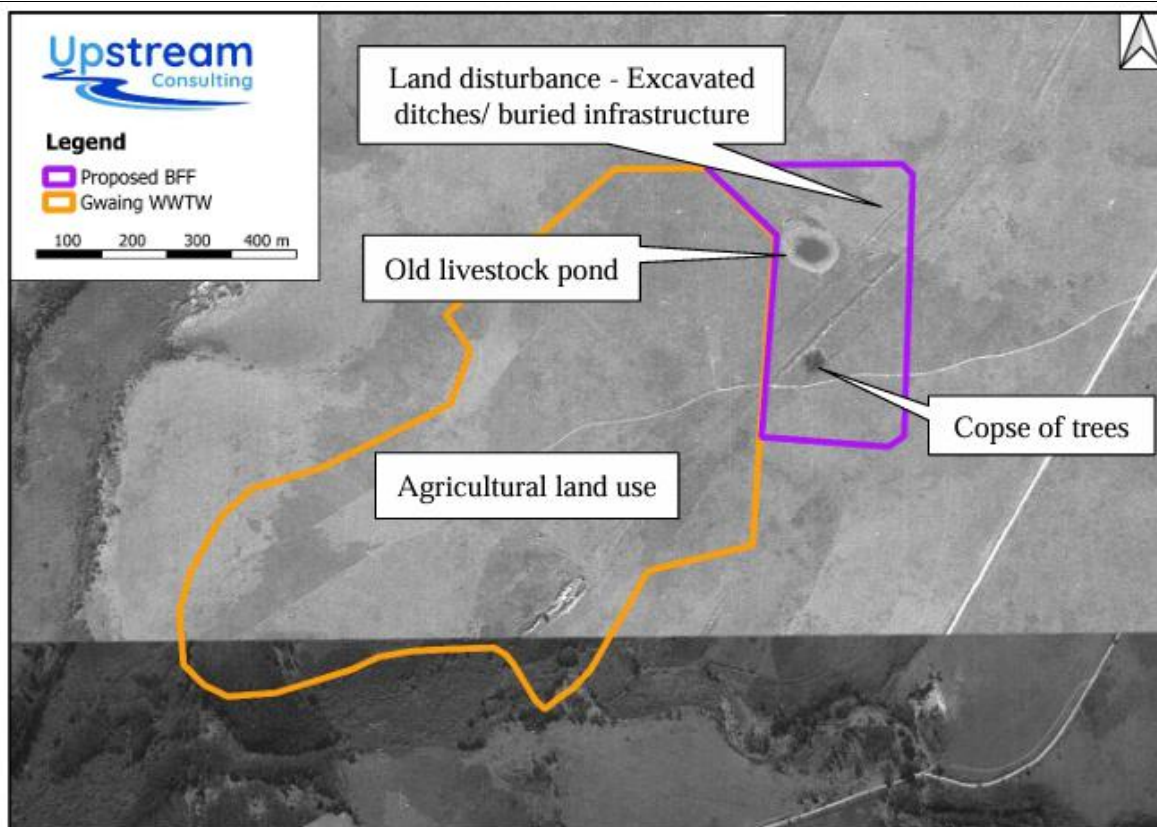 Upstream
Consulting
Legend
Proposed BFF
Gwaing WWTW
100 200 300 400 m
Land disturbance - Excavated
ditches/ buried infrastructure
Old livestock pond
Copse of trees
Agricultural land use